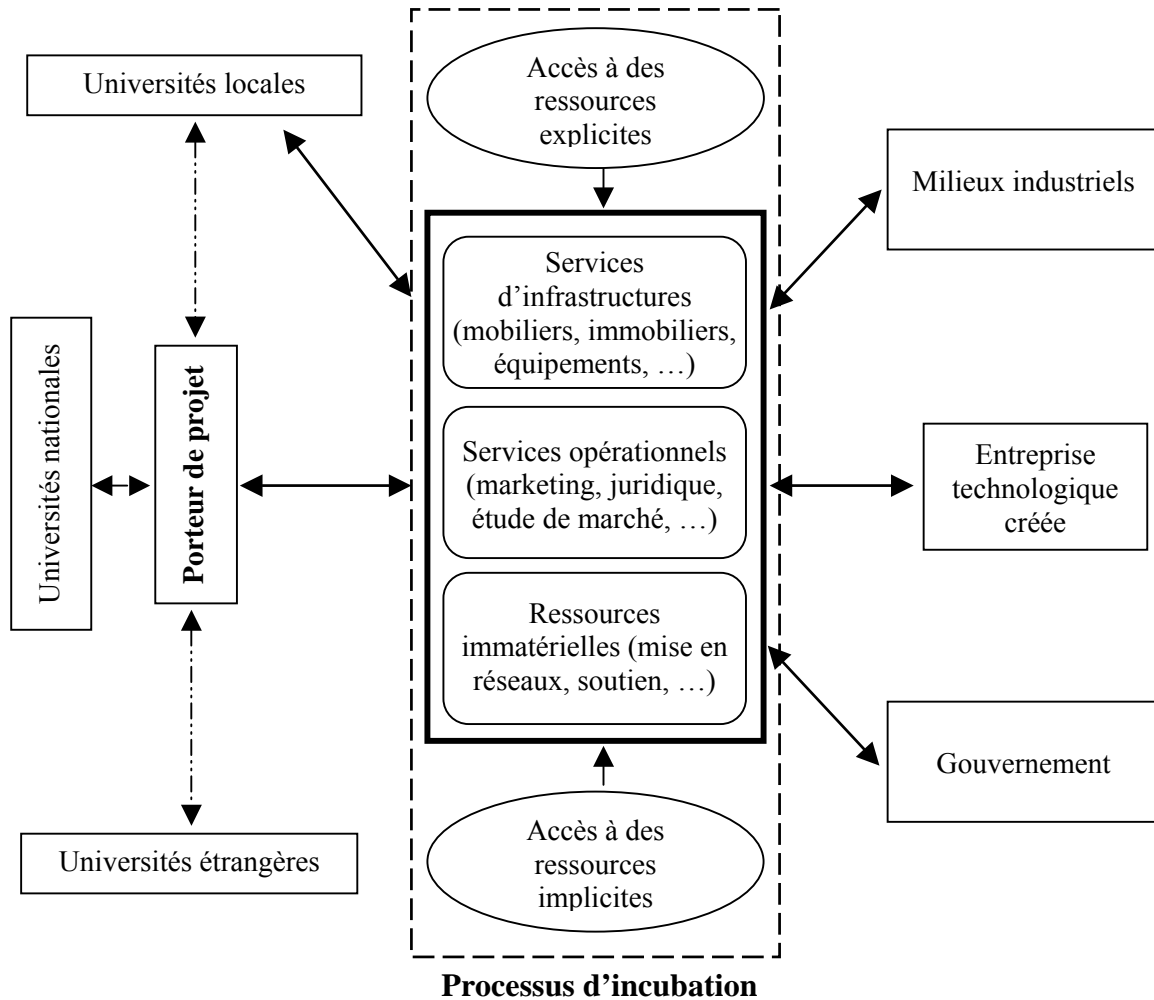 Universités locales
Universités nationales
Porteur de projet
Universités étrangères
Accès à des
ressources
explicites
Services
d’infrastructures
(mobiliers, immobiliers,
équipements, …)
Services opérationnels
(marketing, juridique,
étude de marché, …)
Ressources
immatérielles (mise en
réseaux, soutien, …)
Accès à des
ressources
implicites
Processus d’incubation
Milieux industriels
Entreprise
technologique
créée
Gouvernement